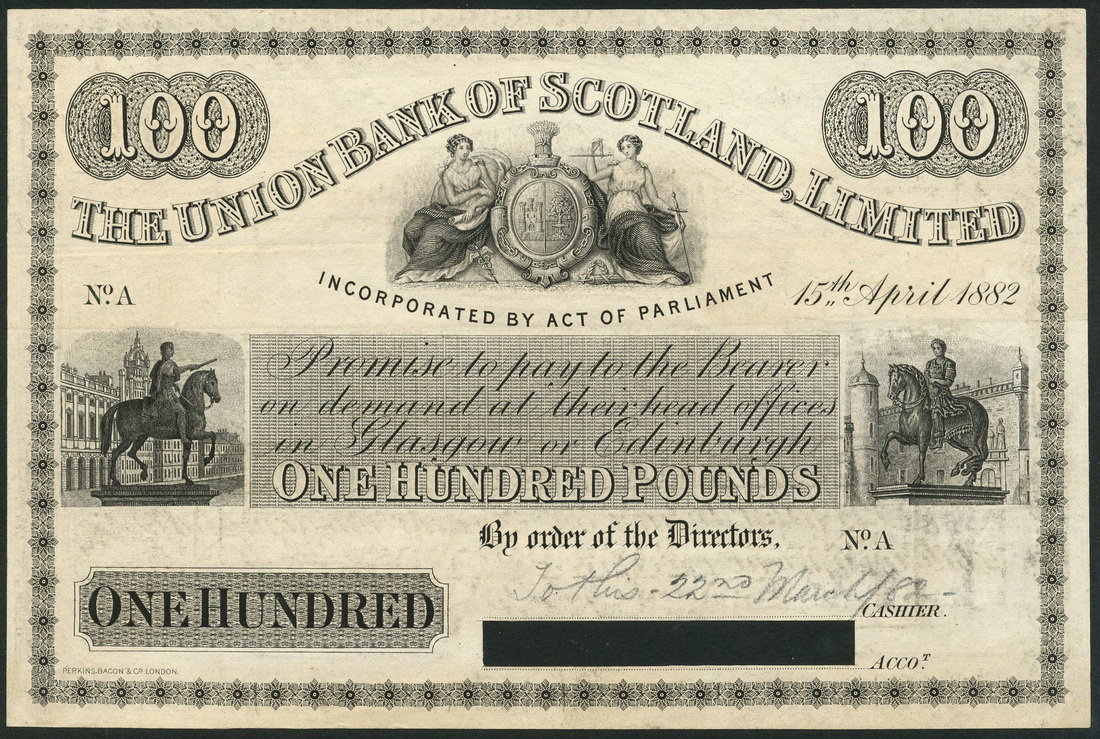 100
100
THE UNION BANK OF SCOTLAND, LIMITED
INCORPORATED BY ACT OF PARLIAMENT
No. A
15th April 1882
Promise to pay to the Bearer
on demand at their head offices
in Glasgow or Edinburgh
ONE HUNDRED POUNDS
By order of the Directors,
No. A
To this - 22nd March/82 -
CASHIER.
ONE HUNDRED
ACCO.T
PERKINS, BACON & CO. LONDON.